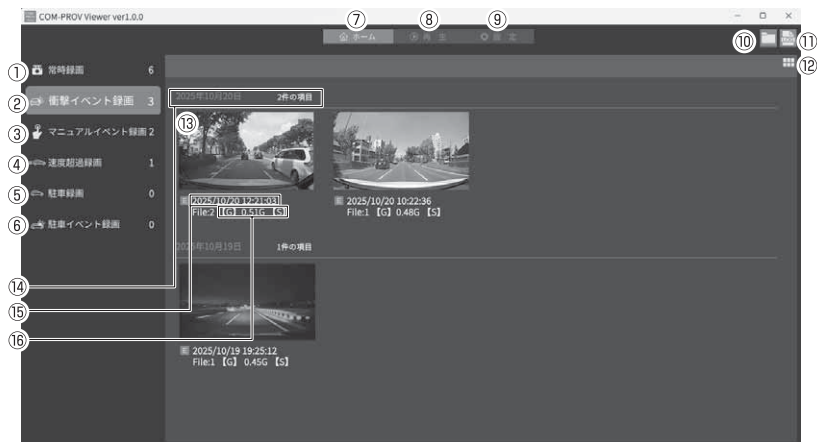 COM-PROV Viewer ver1.0.0
⑦ ⑧ ⑨
ホーム 再 生 設 定
⑩ ⑪
⑫
① 常時録画 6
② 衝撃イベント録画 3
③ マニュアルイベント録画 2
④ 速度超過録画 1
⑤ 駐車録画 0
⑥ 駐車イベント録画 0
2025年10月20日 2件の項目
⑬
E 2025/10/20 12:21:03
File:2 【G】 0.51G 【S】
E 2025/10/20 10:22:36
File:1 【G】 0.48G 【S】
2025年10月19日 1件の項目
⑭
⑮
⑯
E 2025/10/19 19:25:12
File:1 【G】 0.45G 【S】